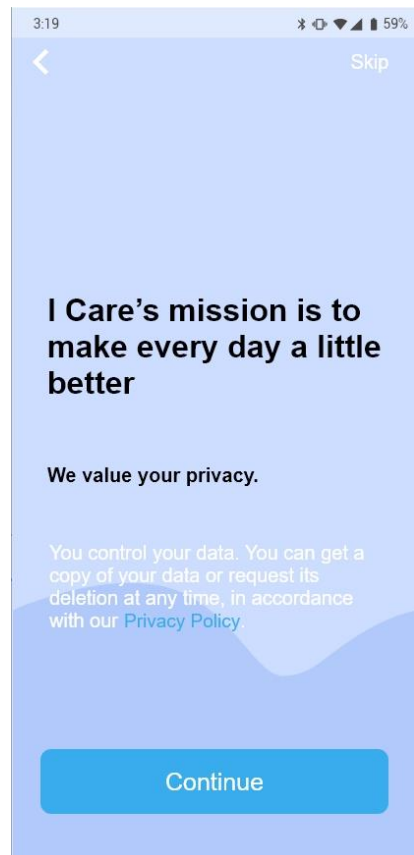 3:19 59%
Skip
I Care’s mission is to
make every day a little
better
We value your privacy.
You control your data. You can get a
copy of your data or request its
deletion at any time, in accordance
with our Privacy Policy.
Continue